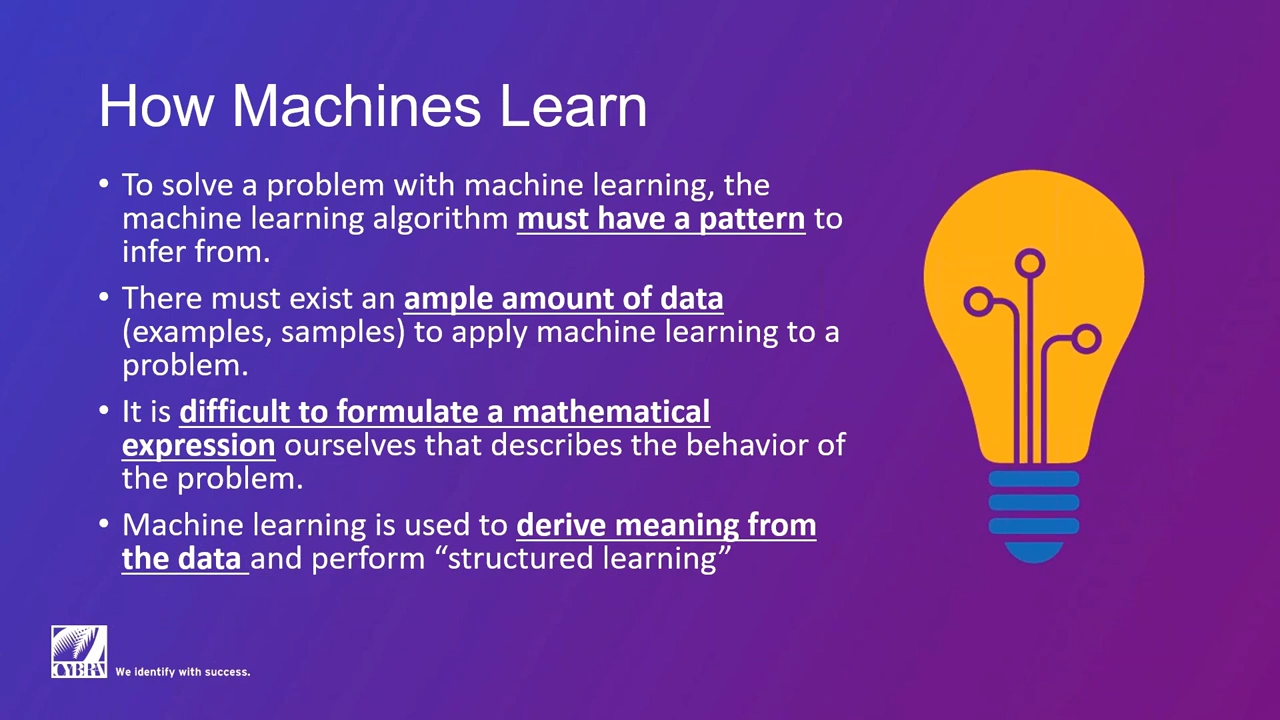 How Machines Learn
• To solve a problem with machine learning, the
machine learning algorithm must have a pattern to
infer from.
• There must exist an ample amount of data
(examples, samples) to apply machine learning to a
problem.
• It is difficult to formulate a mathematical
expression ourselves that describes the behavior of
the problem.
• Machine learning is used to derive meaning from
the data and perform “structured learning”
CYBRA
We identify with success.